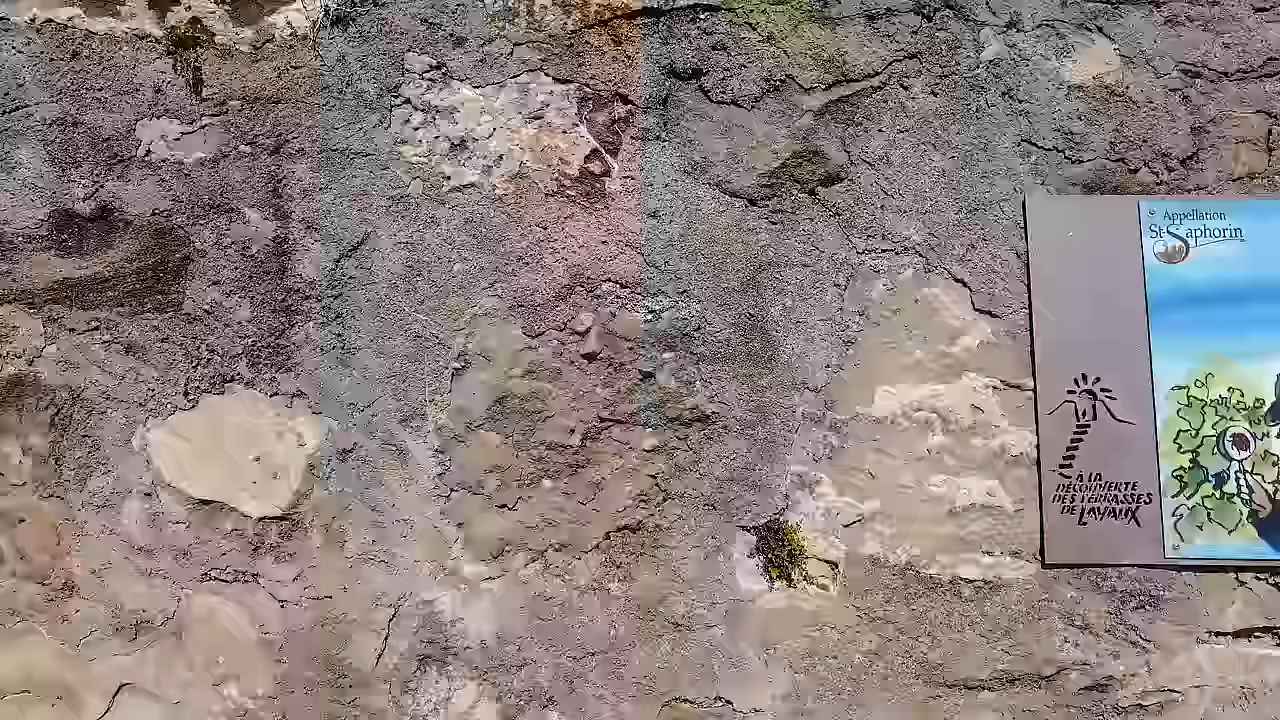 Appellation
St-Saphorin
À LA
DÉCOUVERTE
DES TERRASSES
DE LAVAUX